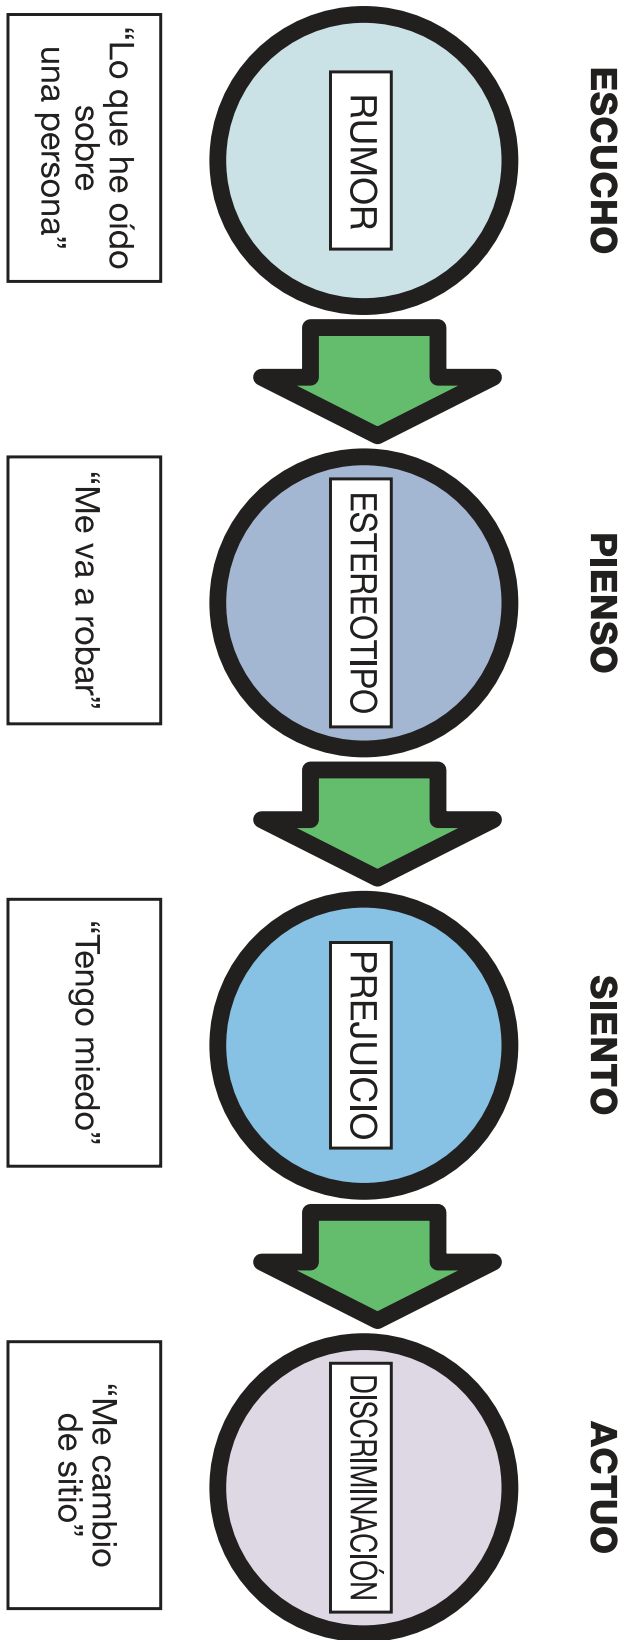 ESCUCHO
RUMOR
“Lo que he oído
sobre
una persona”
PIENSO
ESTEREOTIPO
“Me va a robar”
SIENTO
PREJUICIO
“Tengo miedo”
ACTUO
DISCRIMINACIÓN
“Me cambio
de sitio”